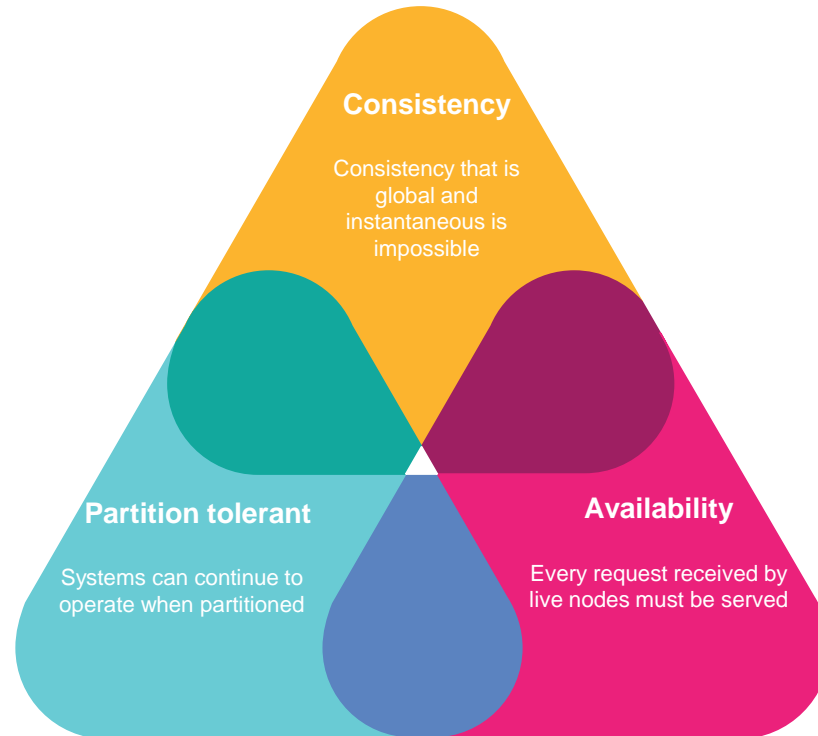 Consistency
Consistency that is
global and
instantaneous is
impossible
Partition tolerant
Systems can continue to
operate when partitioned
Availability
Every request received by
live nodes must be served